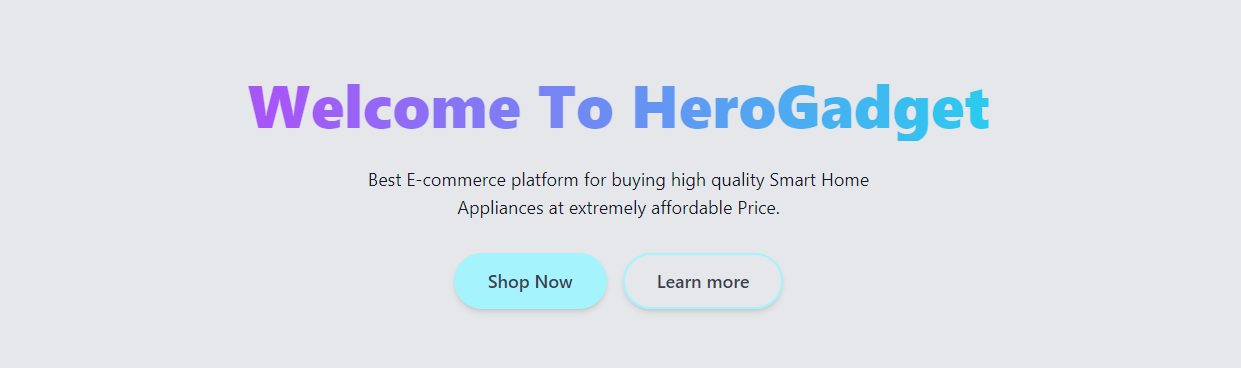 Welcome To HeroGadget
Best E-commerce platform for buying high quality Smart Home
Appliances at extremely affordable Price.
Shop Now
Learn more